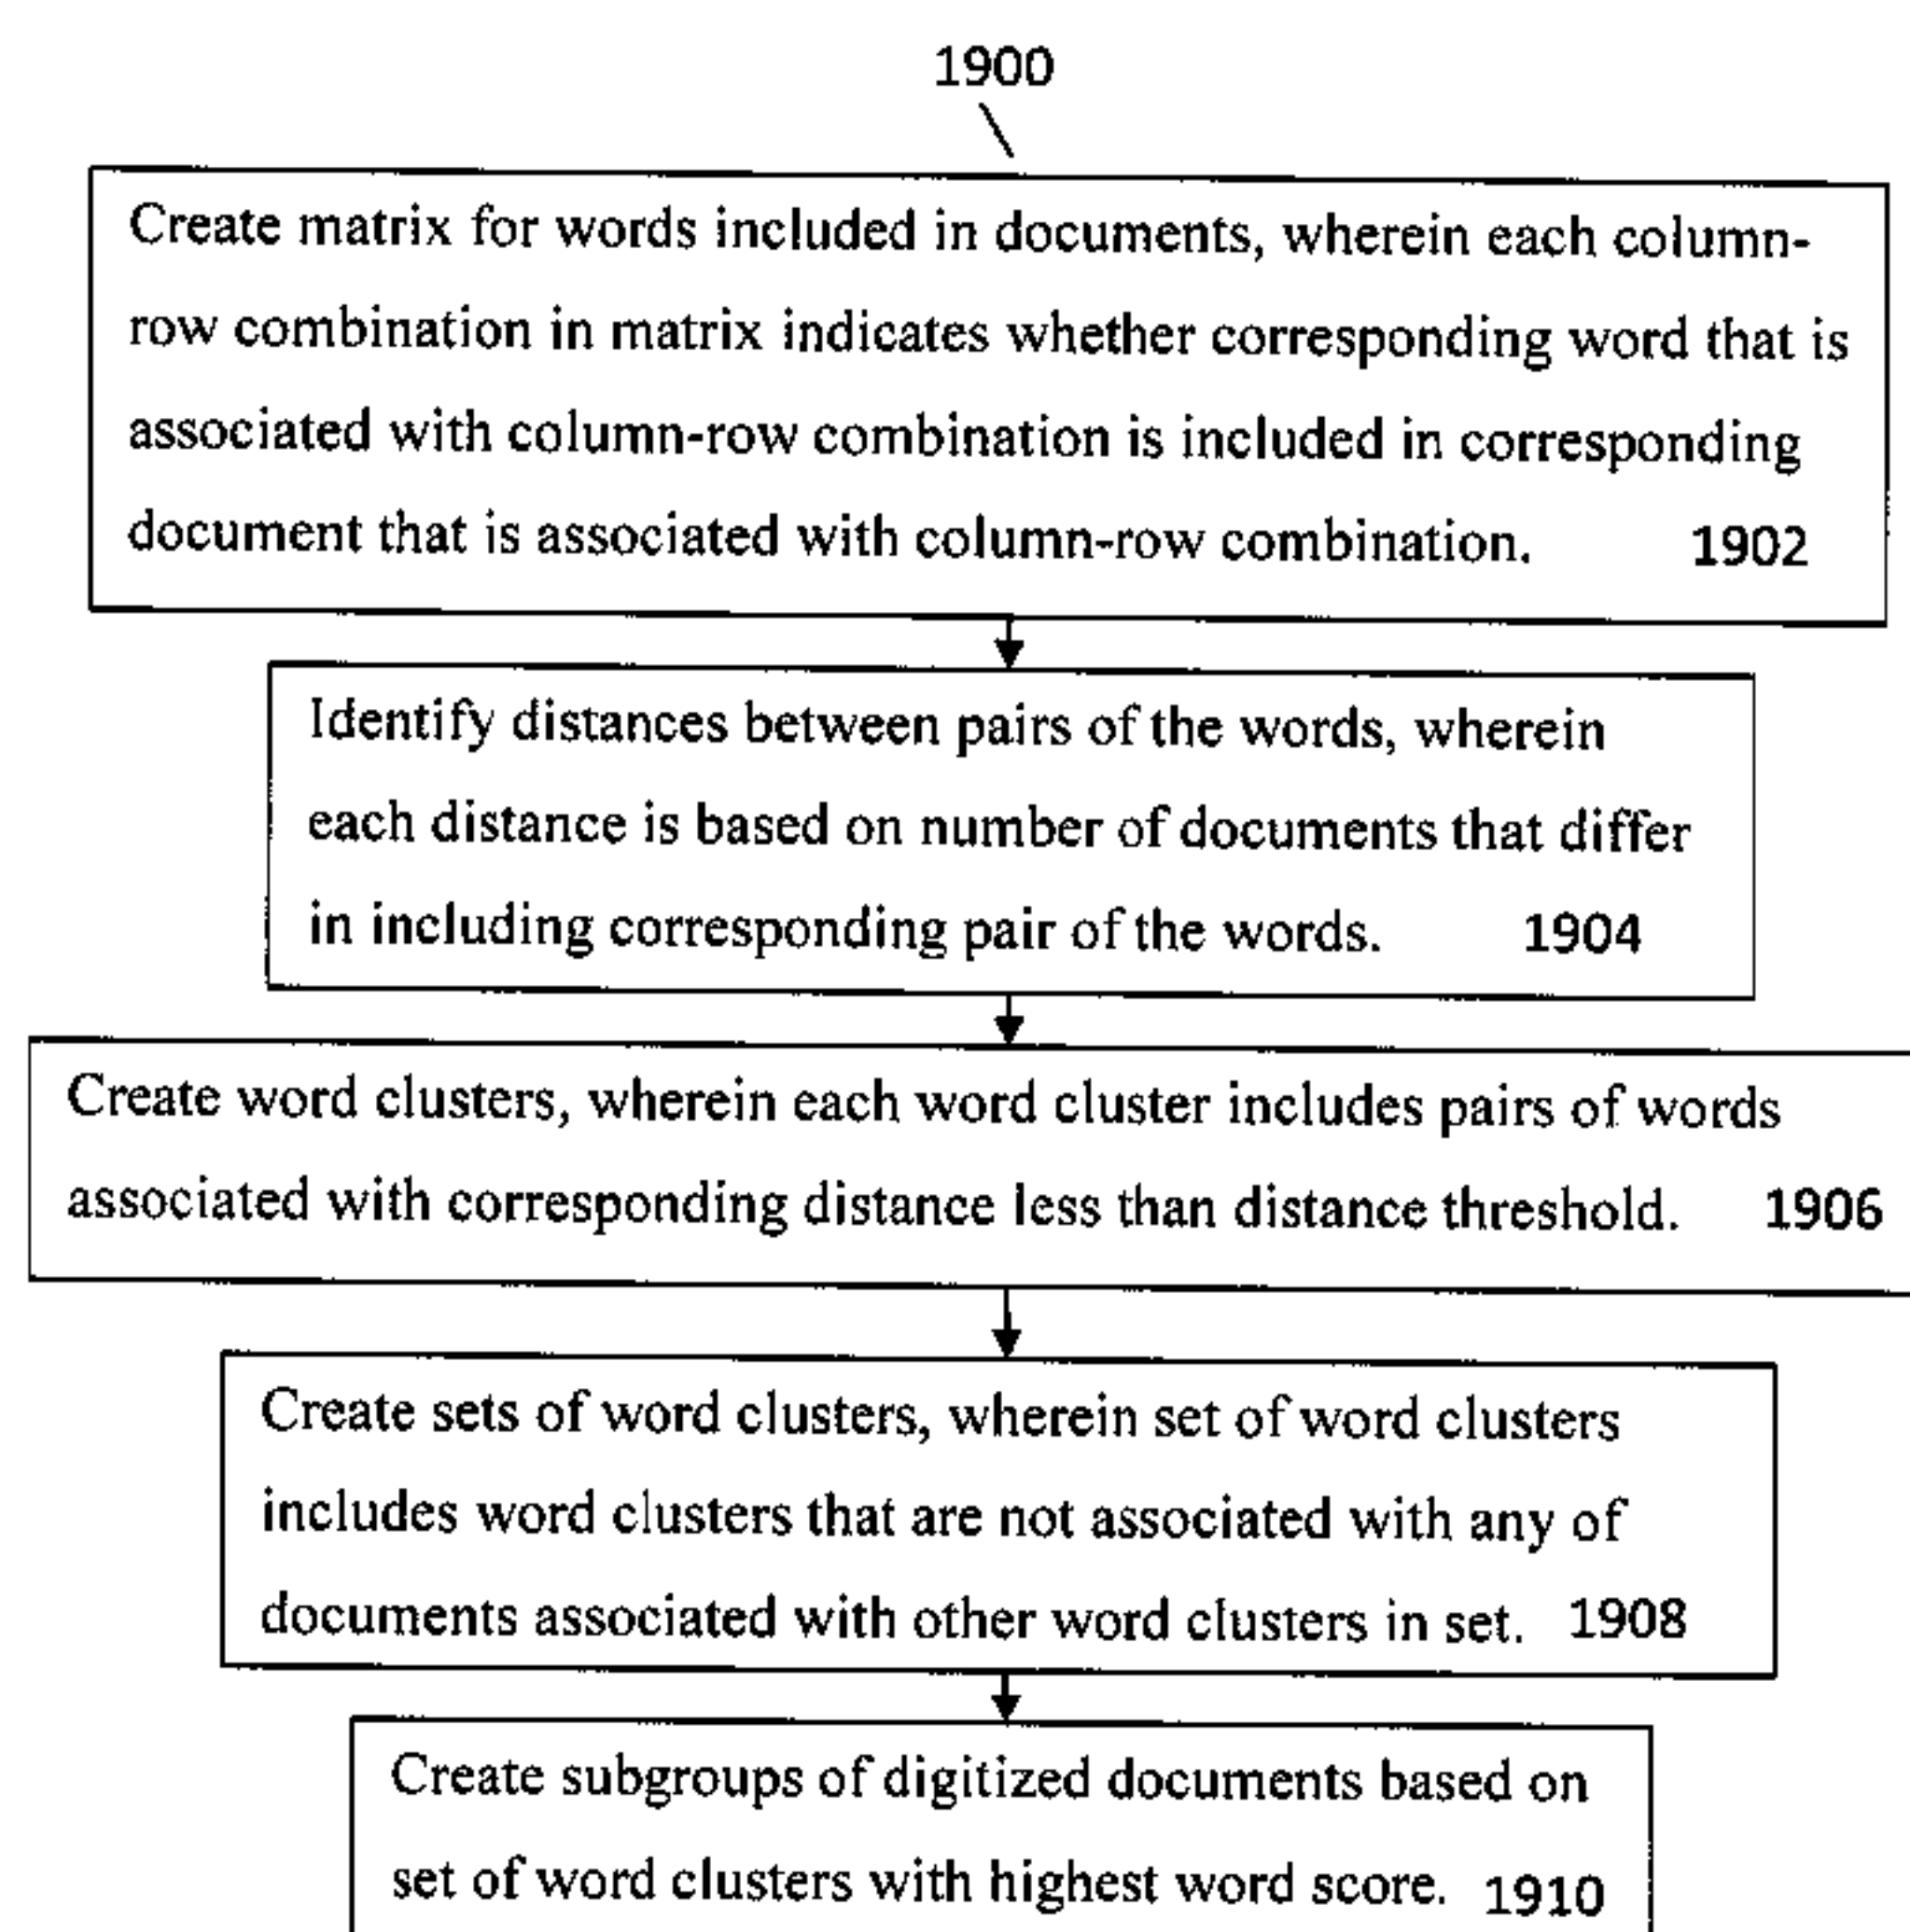 1900
Create matrix for words included in documents, wherein each column-
row combination in matrix indicates whether corresponding word that is
associated with column-row combination is included in corresponding
document that is associated with column-row combination. 1902
Identify distances between pairs of the words, wherein
each distance is based on number of documents that differ
in including corresponding pair of the words. 1904
Create word clusters, wherein each word cluster includes pairs of words
associated with corresponding distance less than distance threshold. 1906
Create sets of word clusters, wherein set of word clusters
includes word clusters that are not associated with any of
documents associated with other word clusters in set. 1908
Create subgroups of digitized documents based on
set of word clusters with highest word score. 1910